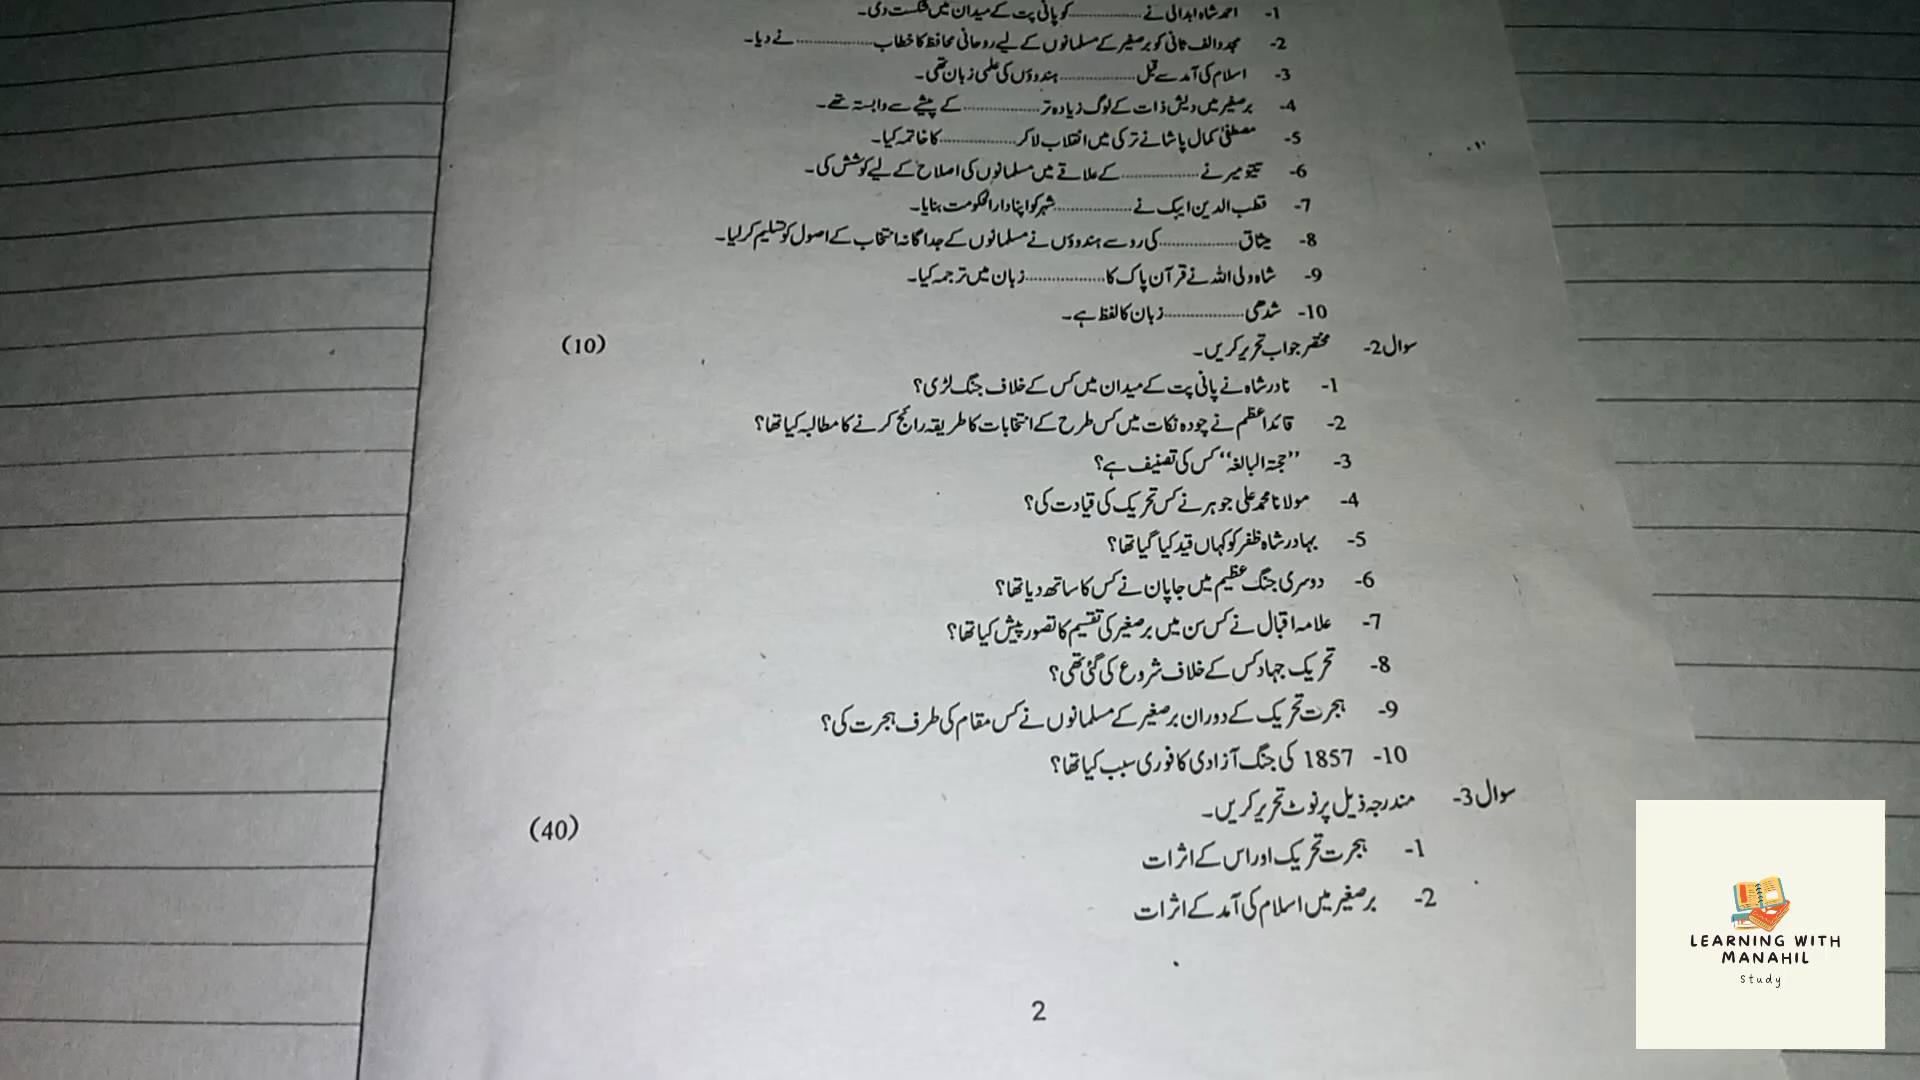 1- احمد شاہ ابدالی نے ............ کو پانی پت کے میدان میں شکست دی۔
2- مجدد الف ثانی کو برصغیر کے مسلمانوں کے لیے روحانی محافظ کا خطاب ............ نے دیا۔
3- اسلام کی آمد سے قبل ............ ہندوؤں کی علمی زبان تھی۔
4- برصغیر میں ویش ذات کے لوگ زیادہ تر ............ کے پیشے سے وابستہ تھے۔
5- مصطفیٰ کمال پاشا نے ترکی میں انقلاب لا کر ............ کا خاتمہ کیا۔
6- تیتومیر نے ............ کے علاقے میں مسلمانوں کی اصلاح کے لیے کوشش کی۔
7- قطب الدین ایبک نے ............ شہر کو اپنا دارالحکومت بنایا۔
8- میثاق ............ کی رو سے ہندوؤں نے مسلمانوں کے جداگانہ انتخاب کے اصول کو تسلیم کر لیا۔
9- شاہ ولی اللہ نے قرآن پاک کا ............ زبان میں ترجمہ کیا۔
10- شدھی ............ زبان کا لفظ ہے۔
سوال 2- مختصر جواب تحریر کریں۔ (10)
1- نادر شاہ نے پانی پت کے میدان میں کس کے خلاف جنگ لڑی؟
2- قائداعظم نے چودہ نکات میں کس طرح کے انتخابات کا طریقہ رائج کرنے کا مطالبہ کیا تھا؟
3- ”حجتہ البالغہ“ کس کی تصنیف ہے؟
4- مولانا محمد علی جوہر نے کس تحریک کی قیادت کی؟
5- بہادر شاہ ظفر کو کہاں قید کیا گیا تھا؟
6- دوسری جنگ عظیم میں جاپان نے کس کا ساتھ دیا تھا؟
7- علامہ اقبال نے کس سن میں برصغیر کی تقسیم کا تصور پیش کیا تھا؟
8- تحریک جہاد کس کے خلاف شروع کی گئی تھی؟
9- ہجرت تحریک کے دوران برصغیر کے مسلمانوں نے کس مقام کی طرف ہجرت کی؟
10- 1857 کی جنگ آزادی کا فوری سبب کیا تھا؟
سوال 3- مندرجہ ذیل پر نوٹ تحریر کریں۔ (40)
1- ہجرت تحریک اور اس کے اثرات
2- برصغیر میں اسلام کی آمد کے اثرات
2
LEARNING WITH
MANAHIL
Study